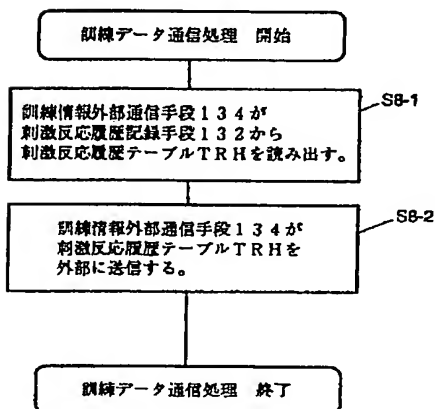 訓練データ通信処理 開始
S8-1
訓練情報外部通信手段134が
刺激反応履歴記録手段132から
刺激反応履歴テーブルTRHを読み出す。
S8-2
訓練情報外部通信手段134が
刺激反応履歴テーブルTRHを
外部に送信する。
訓練データ通信処理 終了